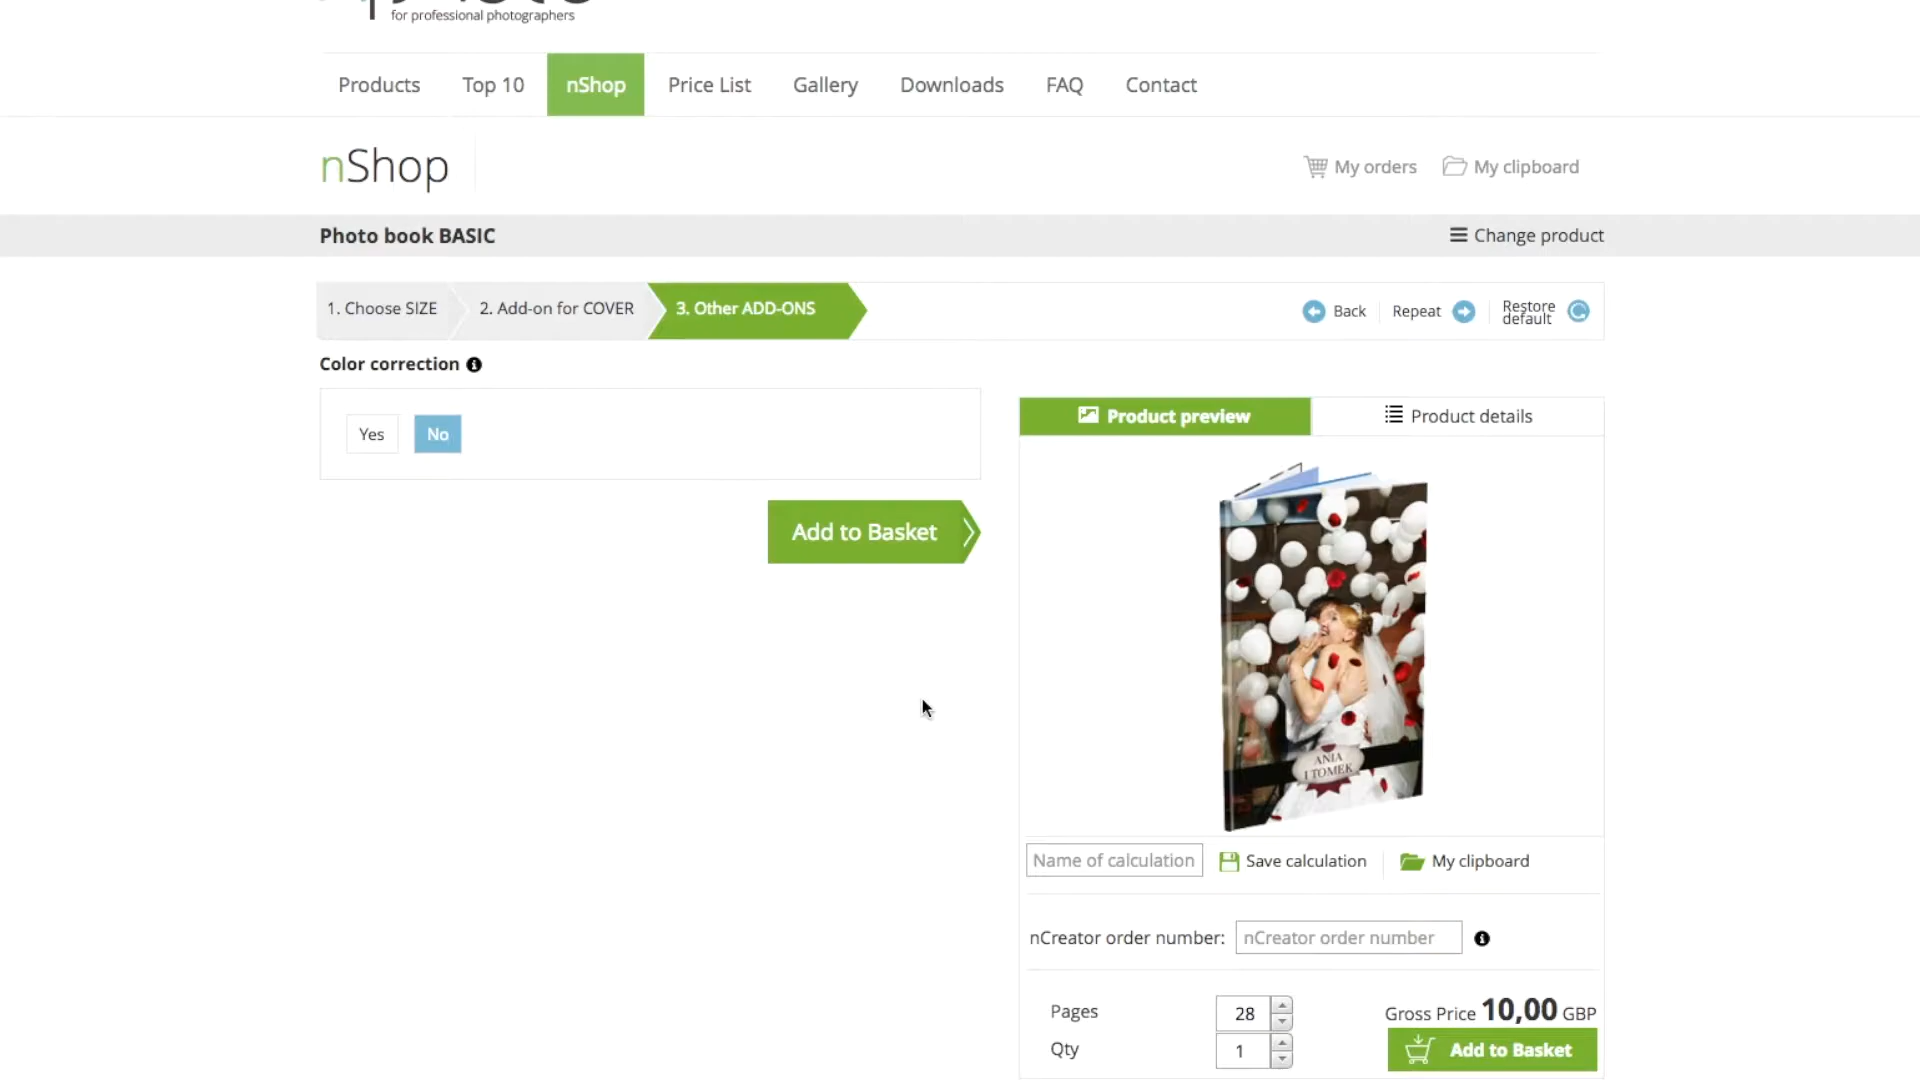 for professional photographers
Products Top 10 nShop Price List Gallery Downloads FAQ Contact
nShop
My orders My clipboard
Photo book BASIC
Change product
1. Choose SIZE 2. Add-on for COVER 3. Other ADD-ONS
Back Repeat Restore
default
Color correction
Yes No
Product preview Product details
Add to Basket
ANIA
I TOMEK
Name of calculation Save calculation My clipboard
nCreator order number: nCreator order number
Pages 28 Gross Price 10,00 GBP
Qty 1 Add to Basket